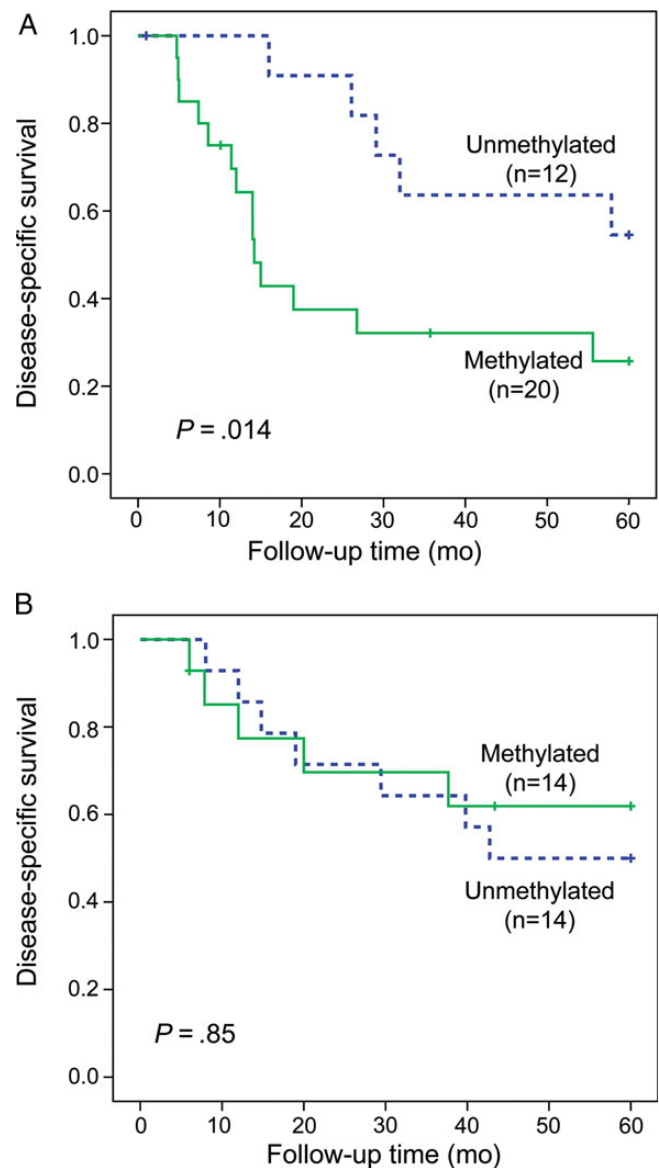 A
Disease-specific survival
1.0
0.8
0.6
0.4
0.2
0.0
Unmethylated
(n=12)
Methylated
(n=20)
P = .014
0 10 20 30 40 50 60
Follow-up time (mo)
B
Disease-specific survival
1.0
0.8
0.6
0.4
0.2
0.0
Methylated
(n=14)
Unmethylated
(n=14)
P = .85
0 10 20 30 40 50 60
Follow-up time (mo)